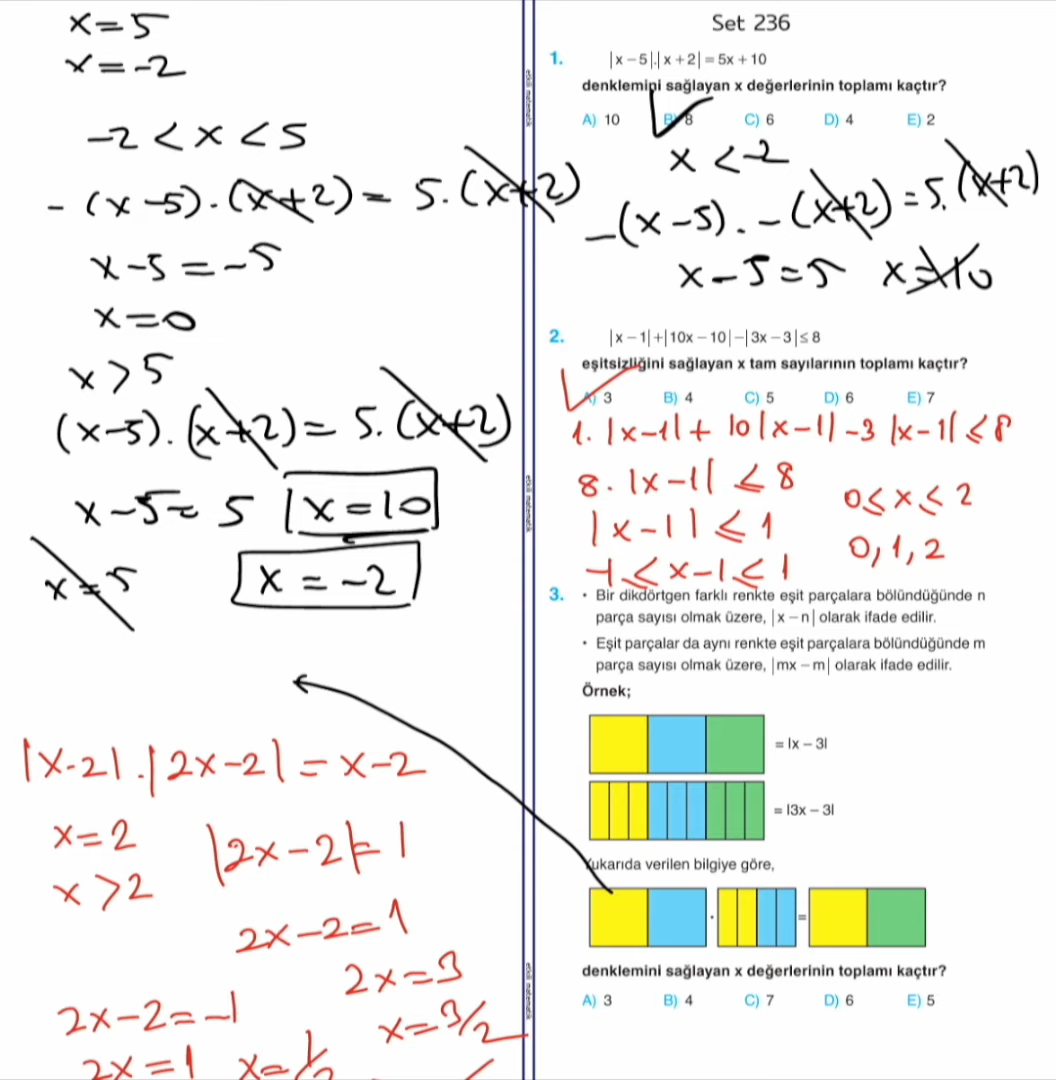 x=5
x=-2
-2<x<5
-(x-5).(x+2)=5.(x+2)
x-5=-5
x=0
x>5
(x-5).(x+2)=5.(x+2)
x-5=5 x=10
x=5 x=-2
|x-2|.|2x-2|=x-2
x=2 |2x-2|=1
x>2
2x-2=1
2x=3
2x-2=-1 x=3/2
2x=1
etkili matematik
etkili matematik
etkili matematik
Set 236
1. |x-5|.|x+2|=5x+10
denklemini sağlayan x değerlerinin toplamı kaçtır?
A) 10 B) 8 C) 6 D) 4 E) 2
x<-2
-(x-5).-(x+2)=5.(x+2)
x-5=5 x=10
2. |x-1|+|10x-10|-|3x-3|≤8
eşitsizliğini sağlayan x tam sayılarının toplamı kaçtır?
A) 3 B) 4 C) 5 D) 6 E) 7
1.|x-1|+10|x-1|-3|x-1|≤8
8.|x-1|≤8 0≤x≤2
|x-1|≤1 0,1,2
-1≤x-1≤1
3. • Bir dikdörtgen farklı renkte eşit parçalara bölündüğünde n
parça sayısı olmak üzere, |x-n| olarak ifade edilir.
• Eşit parçalar da aynı renkte eşit parçalara bölündüğünde m
parça sayısı olmak üzere, |mx-m| olarak ifade edilir.
Örnek;
= |x - 3|
= |3x - 3|
Yukarıda verilen bilgiye göre,
. =
denklemini sağlayan x değerlerinin toplamı kaçtır?
A) 3 B) 4 C) 7 D) 6 E) 5